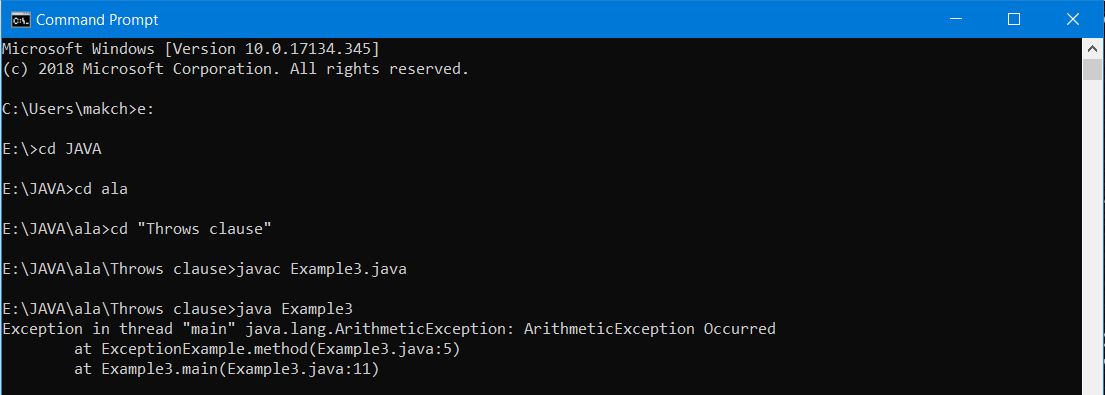 Command Prompt
Microsoft Windows [Version 10.0.17134.345]
(c) 2018 Microsoft Corporation. All rights reserved.
C:\Users\makch>e:
E:\>cd JAVA
E:\JAVA>cd ala
E:\JAVA\ala>cd "Throws clause"
E:\JAVA\ala\Throws clause>javac Example3.java
E:\JAVA\ala\Throws clause>java Example3
Exception in thread "main" java.lang.ArithmeticException: ArithmeticException Occurred
        at ExceptionExample.method(Example3.java:5)
        at Example3.main(Example3.java:11)